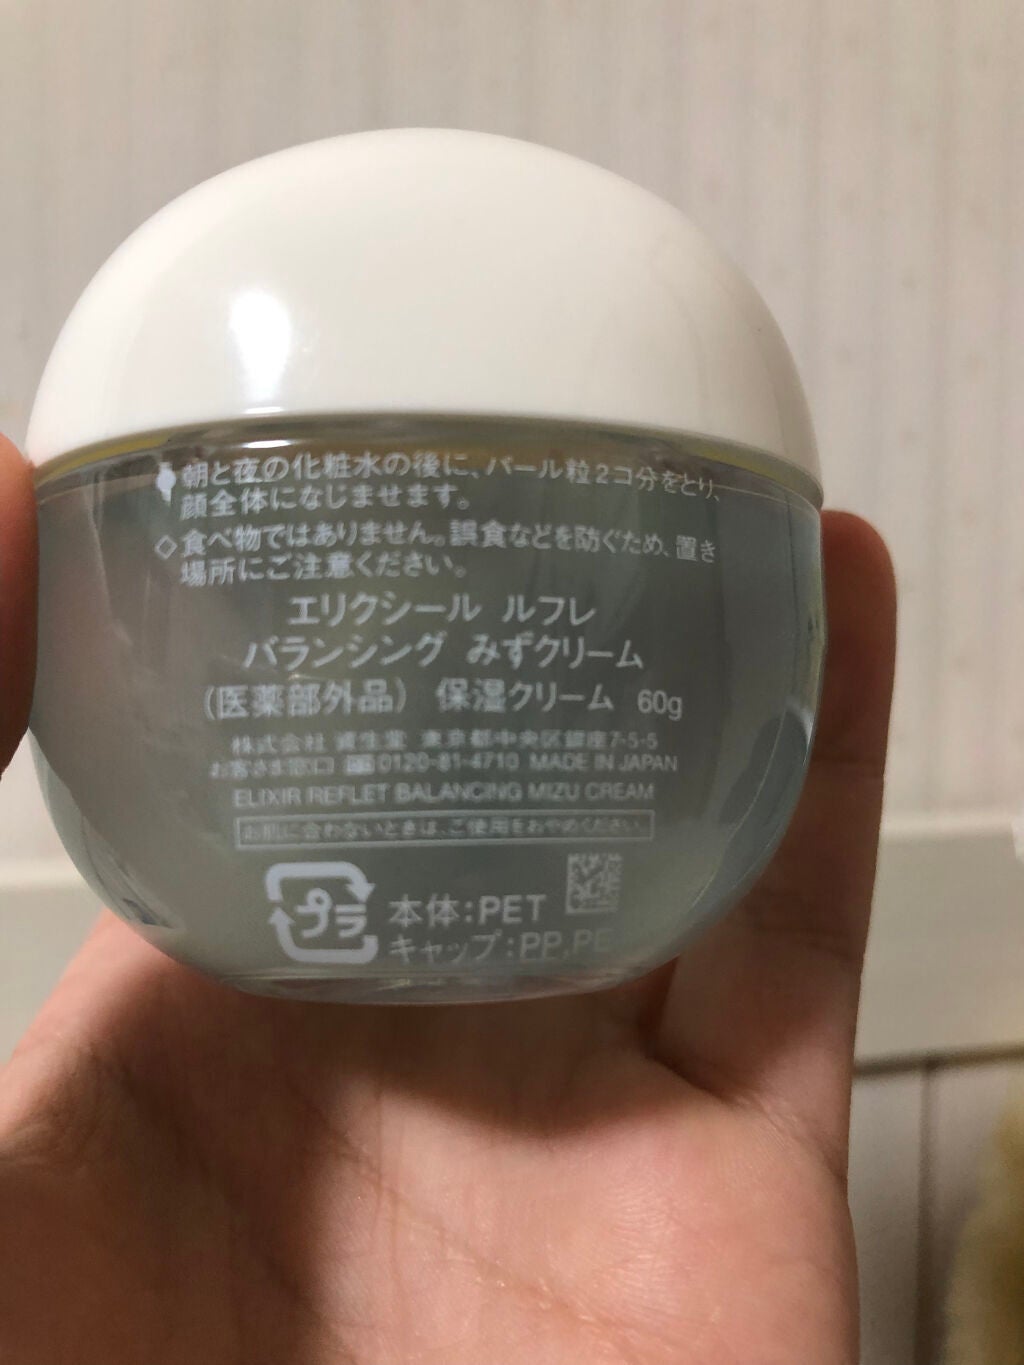 朝と夜の化粧水の後に、パール粒2コ分をとり、
顔全体になじませます。
◇食べ物ではありません。誤食などを防ぐため、置き
場所にご注意ください。
エリクシール ルフレ
バランシング みずクリーム
（医薬部外品） 保湿クリーム 60g
株式会社 資生堂 東京都中央区銀座7-5-5
お客さま窓口 0120-81-4710 MADE IN JAPAN
ELIXIR REFLET BALANCING MIZU CREAM
お肌に合わないときは、ご使用をおやめください。
プラ
本体:PET
キャップ:PP,PE